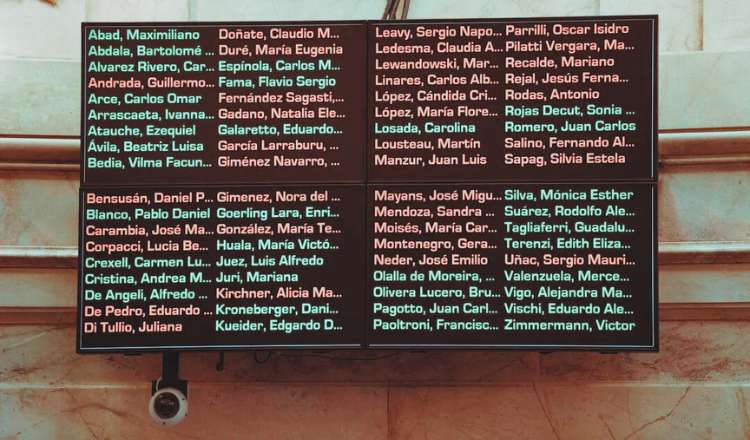 Abad, Maximiliano
Abdala, Bartolomé ...
Alvarez Rivero, Car...
Andrada, Guillermo...
Arce, Carlos Omar
Arrascaeta, Ivanna...
Atauche, Ezequiel
Ávila, Beatriz Luisa
Bedia, Vilma Facun...
Bensusán, Daniel P...
Blanco, Pablo Daniel
Carambia, José Ma...
Corpacci, Lucia Be...
Crexell, Carmen Lu...
Cristina, Andrea M...
De Angeli, Alfredo ...
De Pedro, Eduardo ...
Di Tullio, Juliana
Doñate, Claudio M...
Duré, María Eugenia
Espínola, Carlos M...
Fama, Flavio Sergio
Fernández Sagasti,...
Gadano, Natalia Ele...
Galaretto, Eduardo...
García Larraburu, ...
Giménez Navarro, ...
Gimenez, Nora del ...
Goerling Lara, Enri...
González, María Te...
Huala, María Victó...
Juez, Luis Alfredo
Juri, Mariana
Kirchner, Alicia Ma...
Kroneberger, Dani...
Kueider, Edgardo D...
Leavy, Sergio Napo...
Ledesma, Claudia A...
Lewandowski, Mar...
Linares, Carlos Alb...
López, Cándida Cri...
López, María Flore...
Losada, Carolina
Lousteau, Martín
Manzur, Juan Luis
Mayans, José Migu...
Mendoza, Sandra ...
Moisés, María Car...
Montenegro, Gera...
Neder, José Emilio
Olalla de Moreira, ...
Olivera Lucero, Bru...
Pagotto, Juan Carl...
Paoltroni, Francisc...
Parrilli, Oscar Isidro
Pilatti Vergara, Ma...
Recalde, Mariano
Rejal, Jesús Ferna...
Rodas, Antonio
Rojas Decut, Sonia ...
Romero, Juan Carlos
Salino, Fernando Al...
Sapag, Silvia Estela
Silva, Mónica Esther
Suárez, Rodolfo Ale...
Tagliaferri, Guadalu...
Terenzi, Edith Eliza...
Uñac, Sergio Mauri...
Valenzuela, Merce...
Vigo, Alejandra Ma...
Vischi, Eduardo Ale...
Zimmermann, Victor